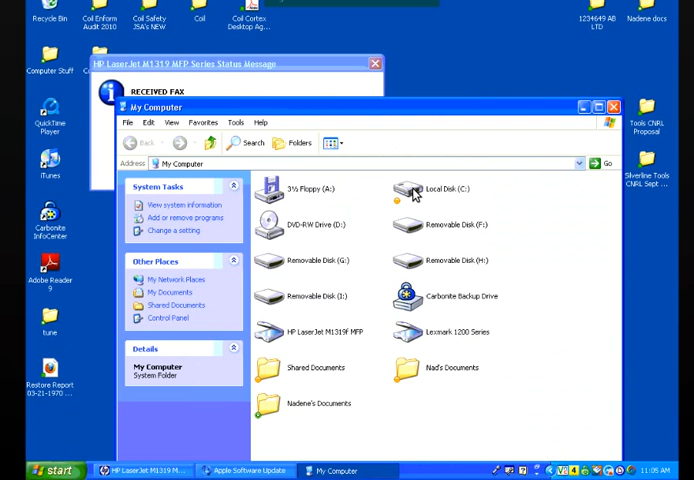 Recycle Bin
Coil Enform
Audit 2010
Coil Safety
JSA's NEW
Coil
Coil Cortex
Desktop Ag...
1234649 AB
LTD
Nadene docs
Computer Stuff
HP LaserJet M1319 MFP Series Status Message
RECEIVED FAX
My Computer
File Edit View Favorites Tools Help
Back Search Folders
Address My Computer Go
QuickTime
Player
iTunes
Carbonite
InfoCenter
Adobe Reader
9
tune
Restore Report
03-21-1970 ...
Tools CNRL
Proposal
Silverline Tools
CNRL Sept ...
System Tasks
View system information
Add or remove programs
Change a setting
Other Places
My Network Places
My Documents
Shared Documents
Control Panel
Details
My Computer
System Folder
3½ Floppy (A:)
Local Disk (C:)
DVD-RW Drive (D:)
Removable Disk (F:)
Removable Disk (G:)
Removable Disk (H:)
Removable Disk (I:)
Carbonite Backup Drive
HP LaserJet M1319f MFP
Lexmark 1200 Series
Shared Documents
Nad's Documents
Nadene's Documents
start
HP LaserJet M1319 M...
Apple Software Update
My Computer
11:05 AM